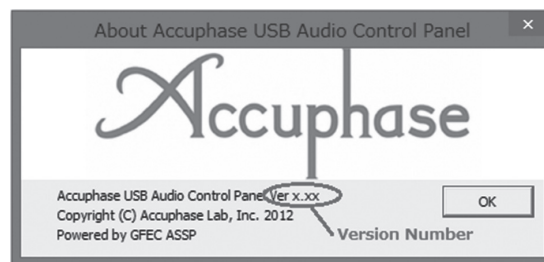 About Accuphase USB Audio Control Panel
×
Accuphase
Accuphase USB Audio Control Panel Ver x.xx
Copyright (C) Accuphase Lab, Inc. 2012
Powered by GFEC ASSP
OK
Version Number